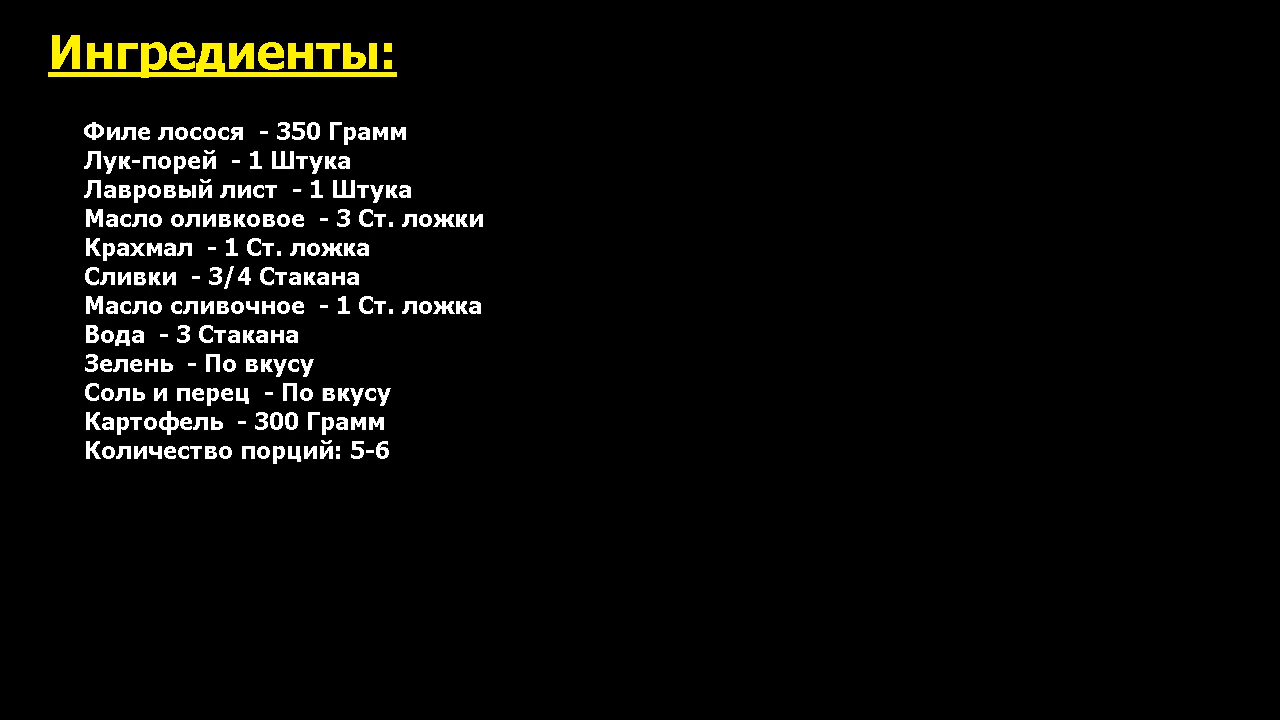 Ингредиенты:
Филе лосося - 350 Грамм
Лук-порей - 1 Штука
Лавровый лист - 1 Штука
Масло оливковое - 3 Ст. ложки
Крахмал - 1 Ст. ложка
Сливки - 3/4 Стакана
Масло сливочное - 1 Ст. ложка
Вода - 3 Стакана
Зелень - По вкусу
Соль и перец - По вкусу
Картофель - 300 Грамм
Количество порций: 5-6